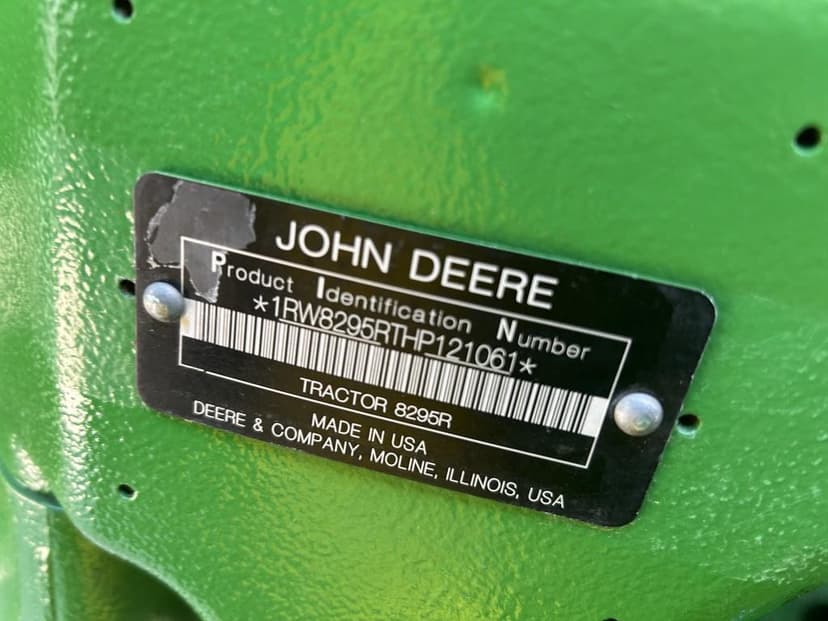 JOHN DEERE
Product Identification Number
*1RW8295RTHP121061*
TRACTOR 8295R
MADE IN USA
DEERE & COMPANY, MOLINE, ILLINOIS, USA